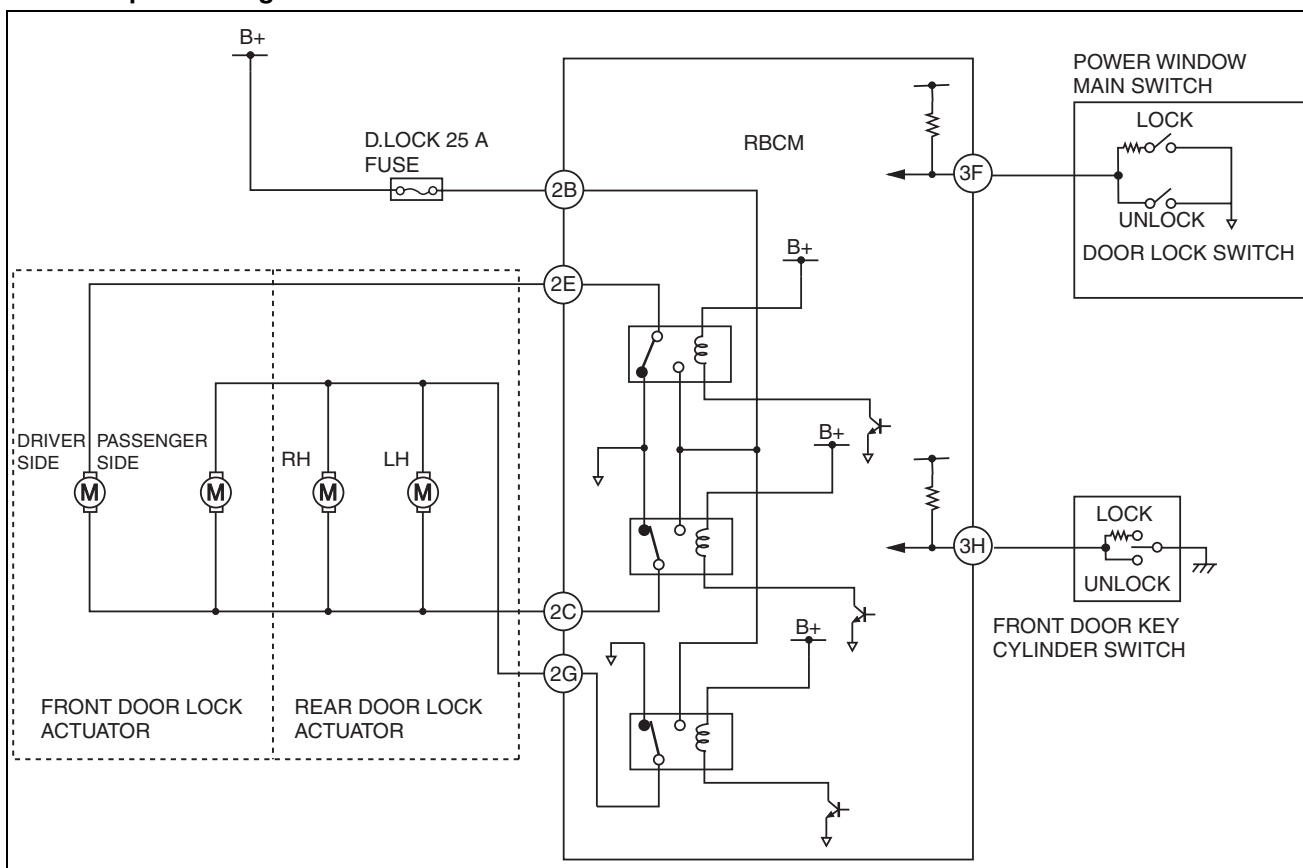 B+
D.LOCK 25 A
FUSE
RBCM
POWER WINDOW
MAIN SWITCH
LOCK
UNLOCK
DOOR LOCK SWITCH
3F
2B
2E
B+
DRIVER
SIDE
PASSENGER
SIDE
RH
LH
M
M
M
M
B+
3H
LOCK
UNLOCK
FRONT DOOR KEY
CYLINDER SWITCH
2C
2G
B+
FRONT DOOR LOCK
ACTUATOR
REAR DOOR LOCK
ACTUATOR